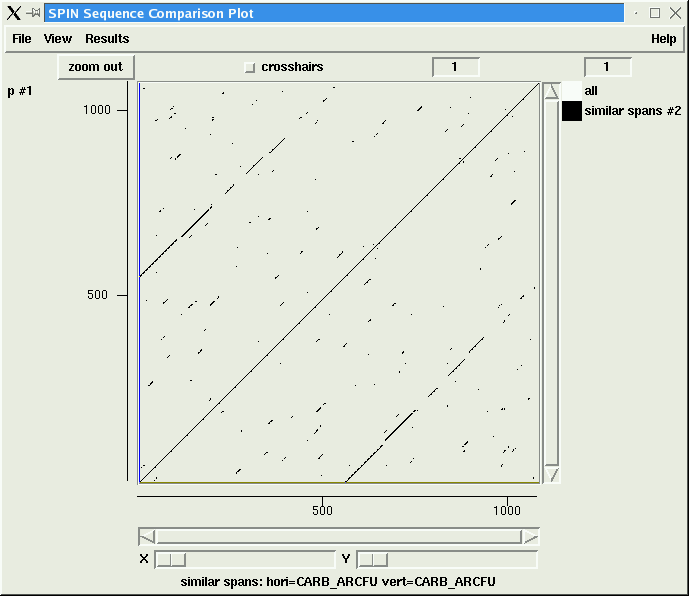 SPIN Sequence Comparison Plot
File View Results Help
zoom out crosshairs 1 1
p #1
all
similar spans #2
1000
500
500 1000
X Y
similar spans: hori=CARB_ARCFU vert=CARB_ARCFU